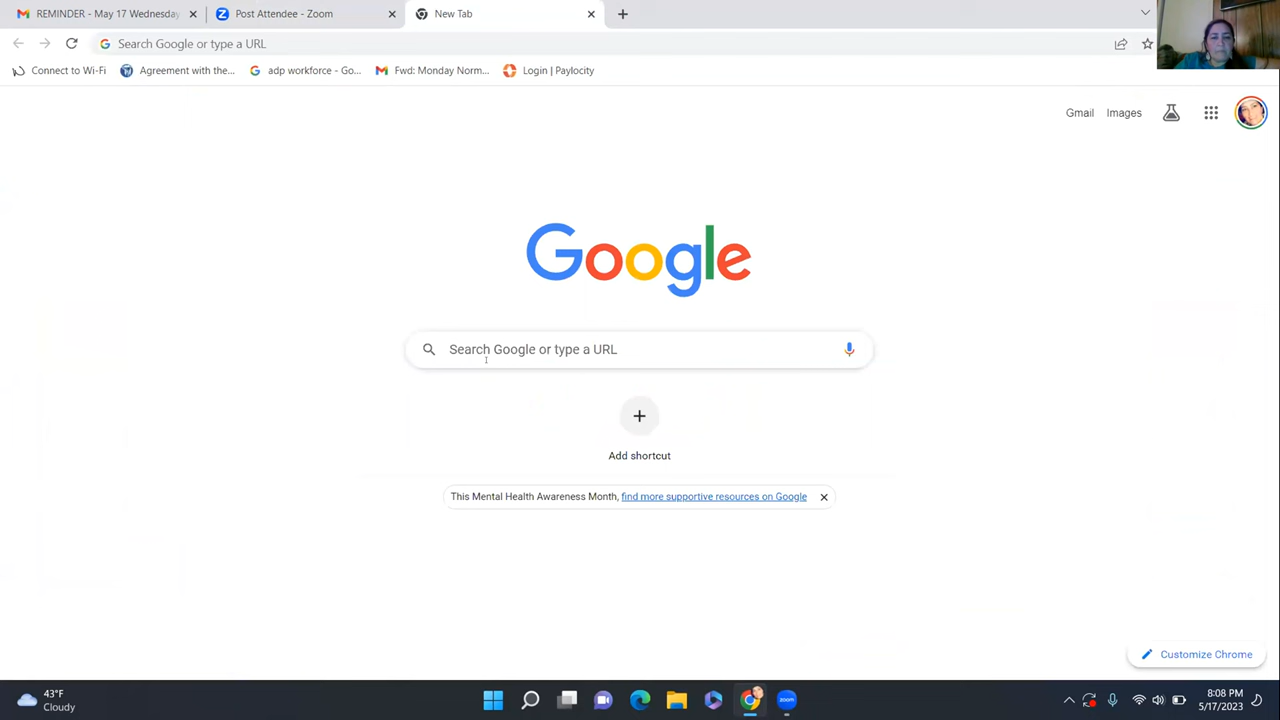 REMINDER - May 17 Wednesday
Post Attendee - Zoom
New Tab
Search Google or type a URL
Connect to Wi-Fi
Agreement with the...
adp workforce - Go...
Fwd: Monday Norm...
Login | Paylocity
Gmail
Images
Google
Search Google or type a URL
Add shortcut
This Mental Health Awareness Month, find more supportive resources on Google
Customize Chrome
43°F
Cloudy
zoom
8:08 PM
5/17/2023